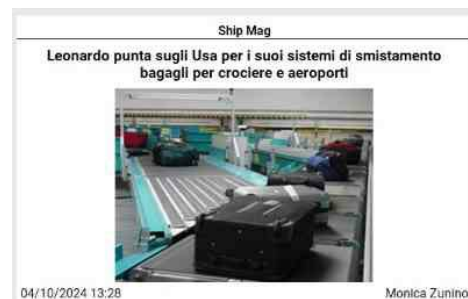 Ship Mag
Leonardo punta sugli Usa per i suoi sistemi di smistamento
bagagli per crociere e aeroporti
04/10/2024 13:28
Monica Zunino